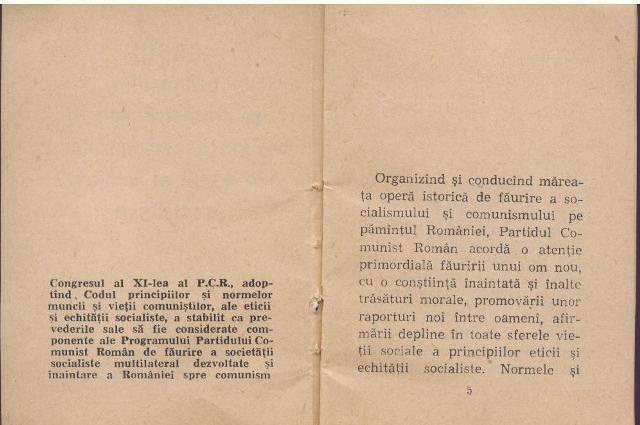 Congresul al XI-lea al P.C.R., adop-
tînd Codul principiilor și normelor
muncii și vieții comuniștilor, ale eticii
și echității socialiste, a stabilit ca pre-
vederile sale să fie considerate com-
ponente ale Programului Partidului Co-
munist Român de făurire a societății
socialiste multilateral dezvoltate și
înaintare a României spre comunism
Organizînd și conducînd mărea-
ța operă istorică de făurire a so-
cialismului și comunismului pe
pămîntul României, Partidul Co-
munist Român acordă o atenție
primordială făuririi unui om nou,
cu o conștiință înaintată și înalte
trăsături morale, promovării unor
raporturi noi între oameni, afir-
mării depline în toate sferele vie-
ții sociale a principiilor eticii și
echității socialiste. Normele și
5